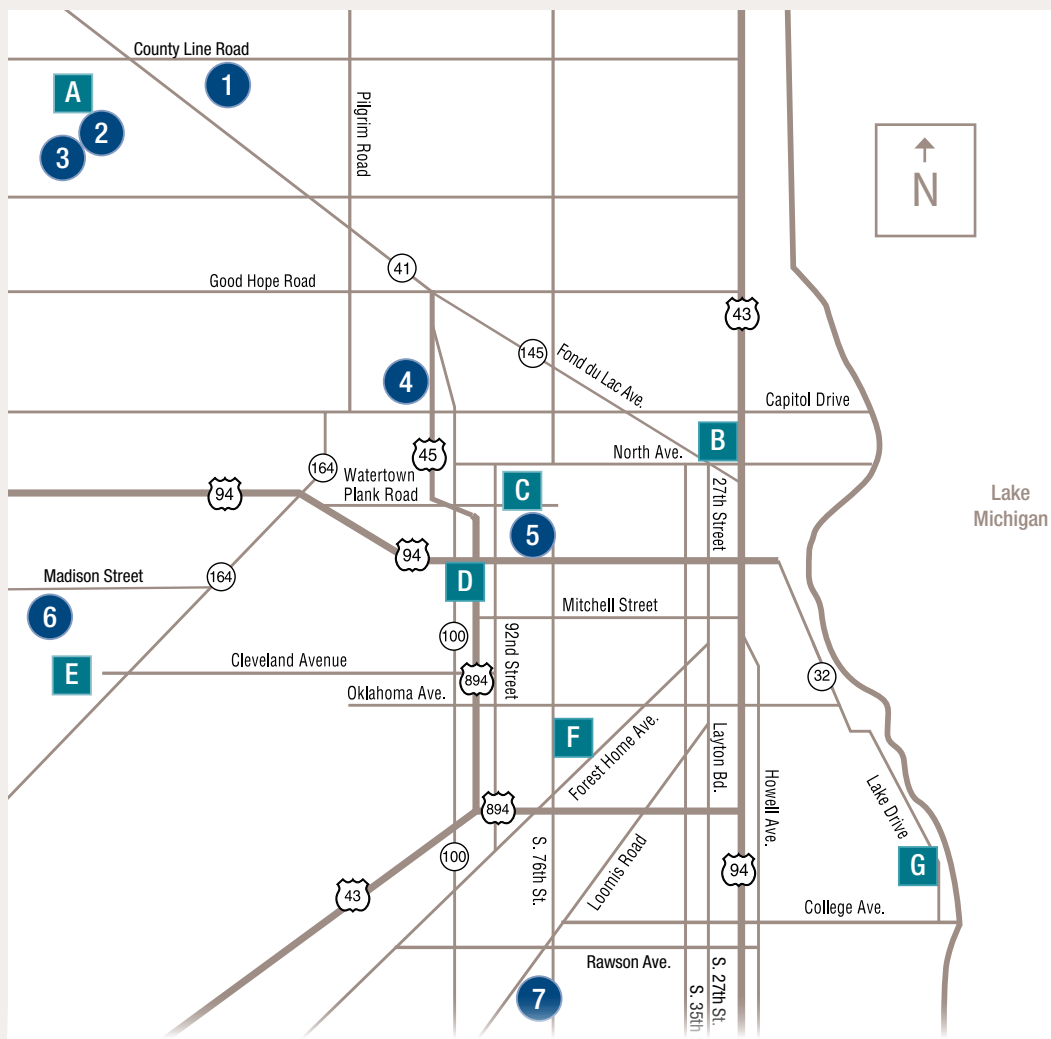 County Line Road
1
A
2
3
Pilgrim Road
N
41
Good Hope Road
43
145
Fond du Lac Ave.
4
Capitol Drive
B
North Ave.
45
164
Watertown
Plank Road
C
27th Street
94
Lake
Michigan
5
94
D
Madison Street
164
6
Mitchell Street
100
92nd Street
E
Cleveland Avenue
894
32
Oklahoma Ave.
F
Forest Home Ave.
Layton Bd.
Howell Ave.
Lake Drive
894
S. 76th St.
Loomis Road
100
G
94
43
College Ave.
Rawson Ave.
7
S. 35th
S. 27th St.